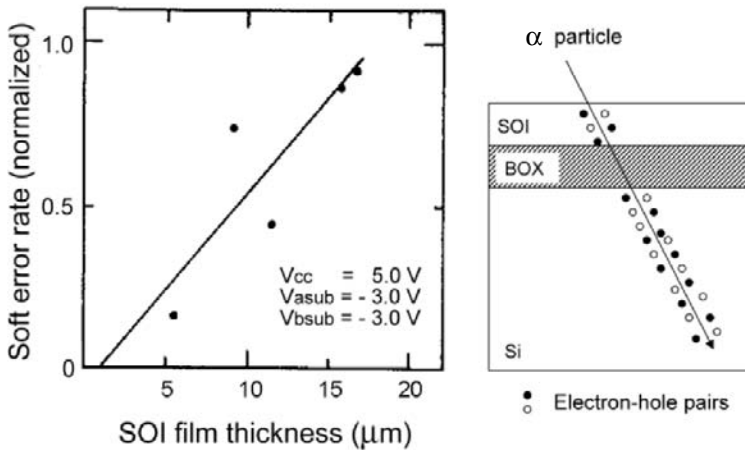 Soft error rate (normalized)
1.0
0.5
0
Vcc = 5.0 V
Vasub = - 3.0 V
Vbsub = - 3.0 V
5 10 15 20
SOI film thickness (μm)
α particle
SOI
BOX
Si
Electron-hole pairs